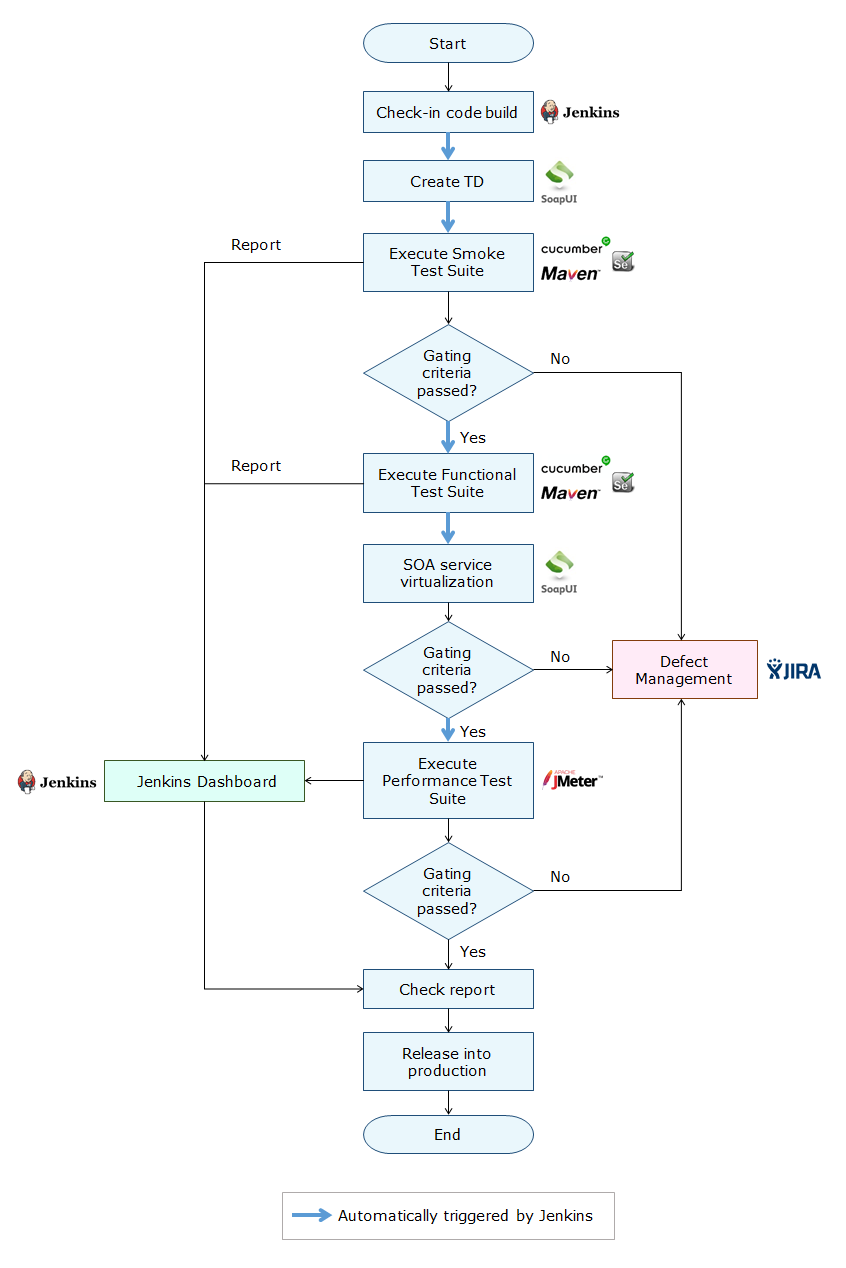 Start
Check-in code build
Jenkins
Create TD
SoapUI
Report
Execute Smoke
Test Suite
cucumber
Maven
Se
Gating
criteria
passed?
No
Yes
Report
Execute Functional
Test Suite
cucumber
Maven
Se
SOA service
virtualization
SoapUI
Gating
criteria
passed?
No
Defect
Management
JIRA
Yes
Jenkins
Jenkins Dashboard
Execute
Performance Test
Suite
APACHE
JMeter™
Gating
criteria
passed?
No
Yes
Check report
Release into
production
End
Automatically triggered by Jenkins